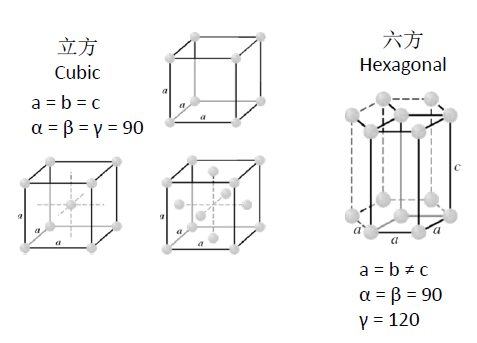 立方
Cubic
a = b = c
α = β = γ = 90
a
a
a
a
a
a
a
a
a
六方
Hexagonal
c
a
a
a
a = b ≠ c
α = β = 90
γ = 120